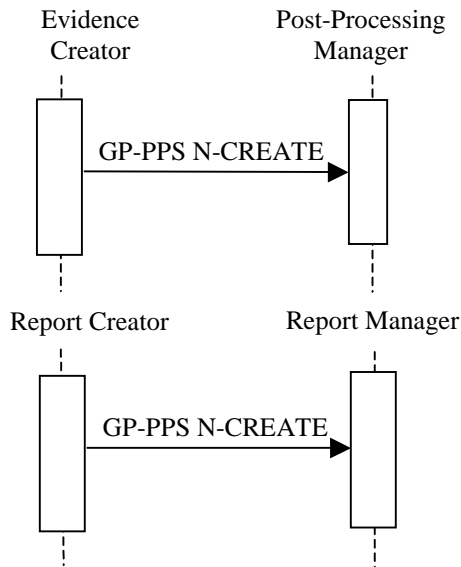 Evidence
Creator
Post-Processing
Manager
GP-PPS N-CREATE
Report Creator
Report Manager
GP-PPS N-CREATE